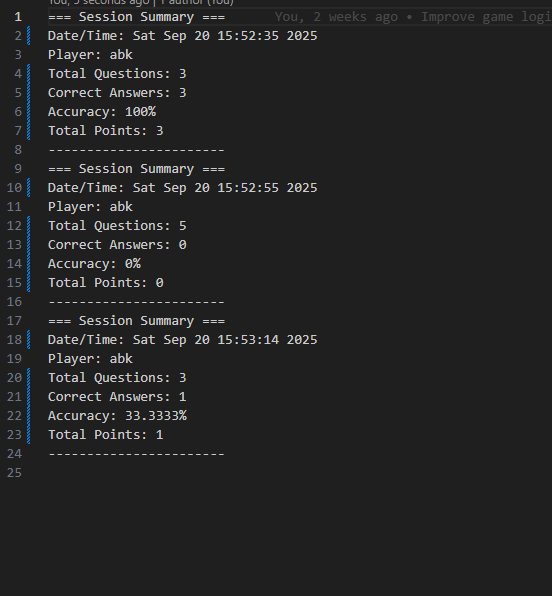 You, 5 seconds ago | 1 author (You)
1 === Session Summary === You, 2 weeks ago • Improve game logi
2 Date/Time: Sat Sep 20 15:52:35 2025
3 Player: abk
4 Total Questions: 3
5 Correct Answers: 3
6 Accuracy: 100%
7 Total Points: 3
8 -----------------------
9 === Session Summary ===
10 Date/Time: Sat Sep 20 15:52:55 2025
11 Player: abk
12 Total Questions: 5
13 Correct Answers: 0
14 Accuracy: 0%
15 Total Points: 0
16 -----------------------
17 === Session Summary ===
18 Date/Time: Sat Sep 20 15:53:14 2025
19 Player: abk
20 Total Questions: 3
21 Correct Answers: 1
22 Accuracy: 33.3333%
23 Total Points: 1
24 -----------------------
25